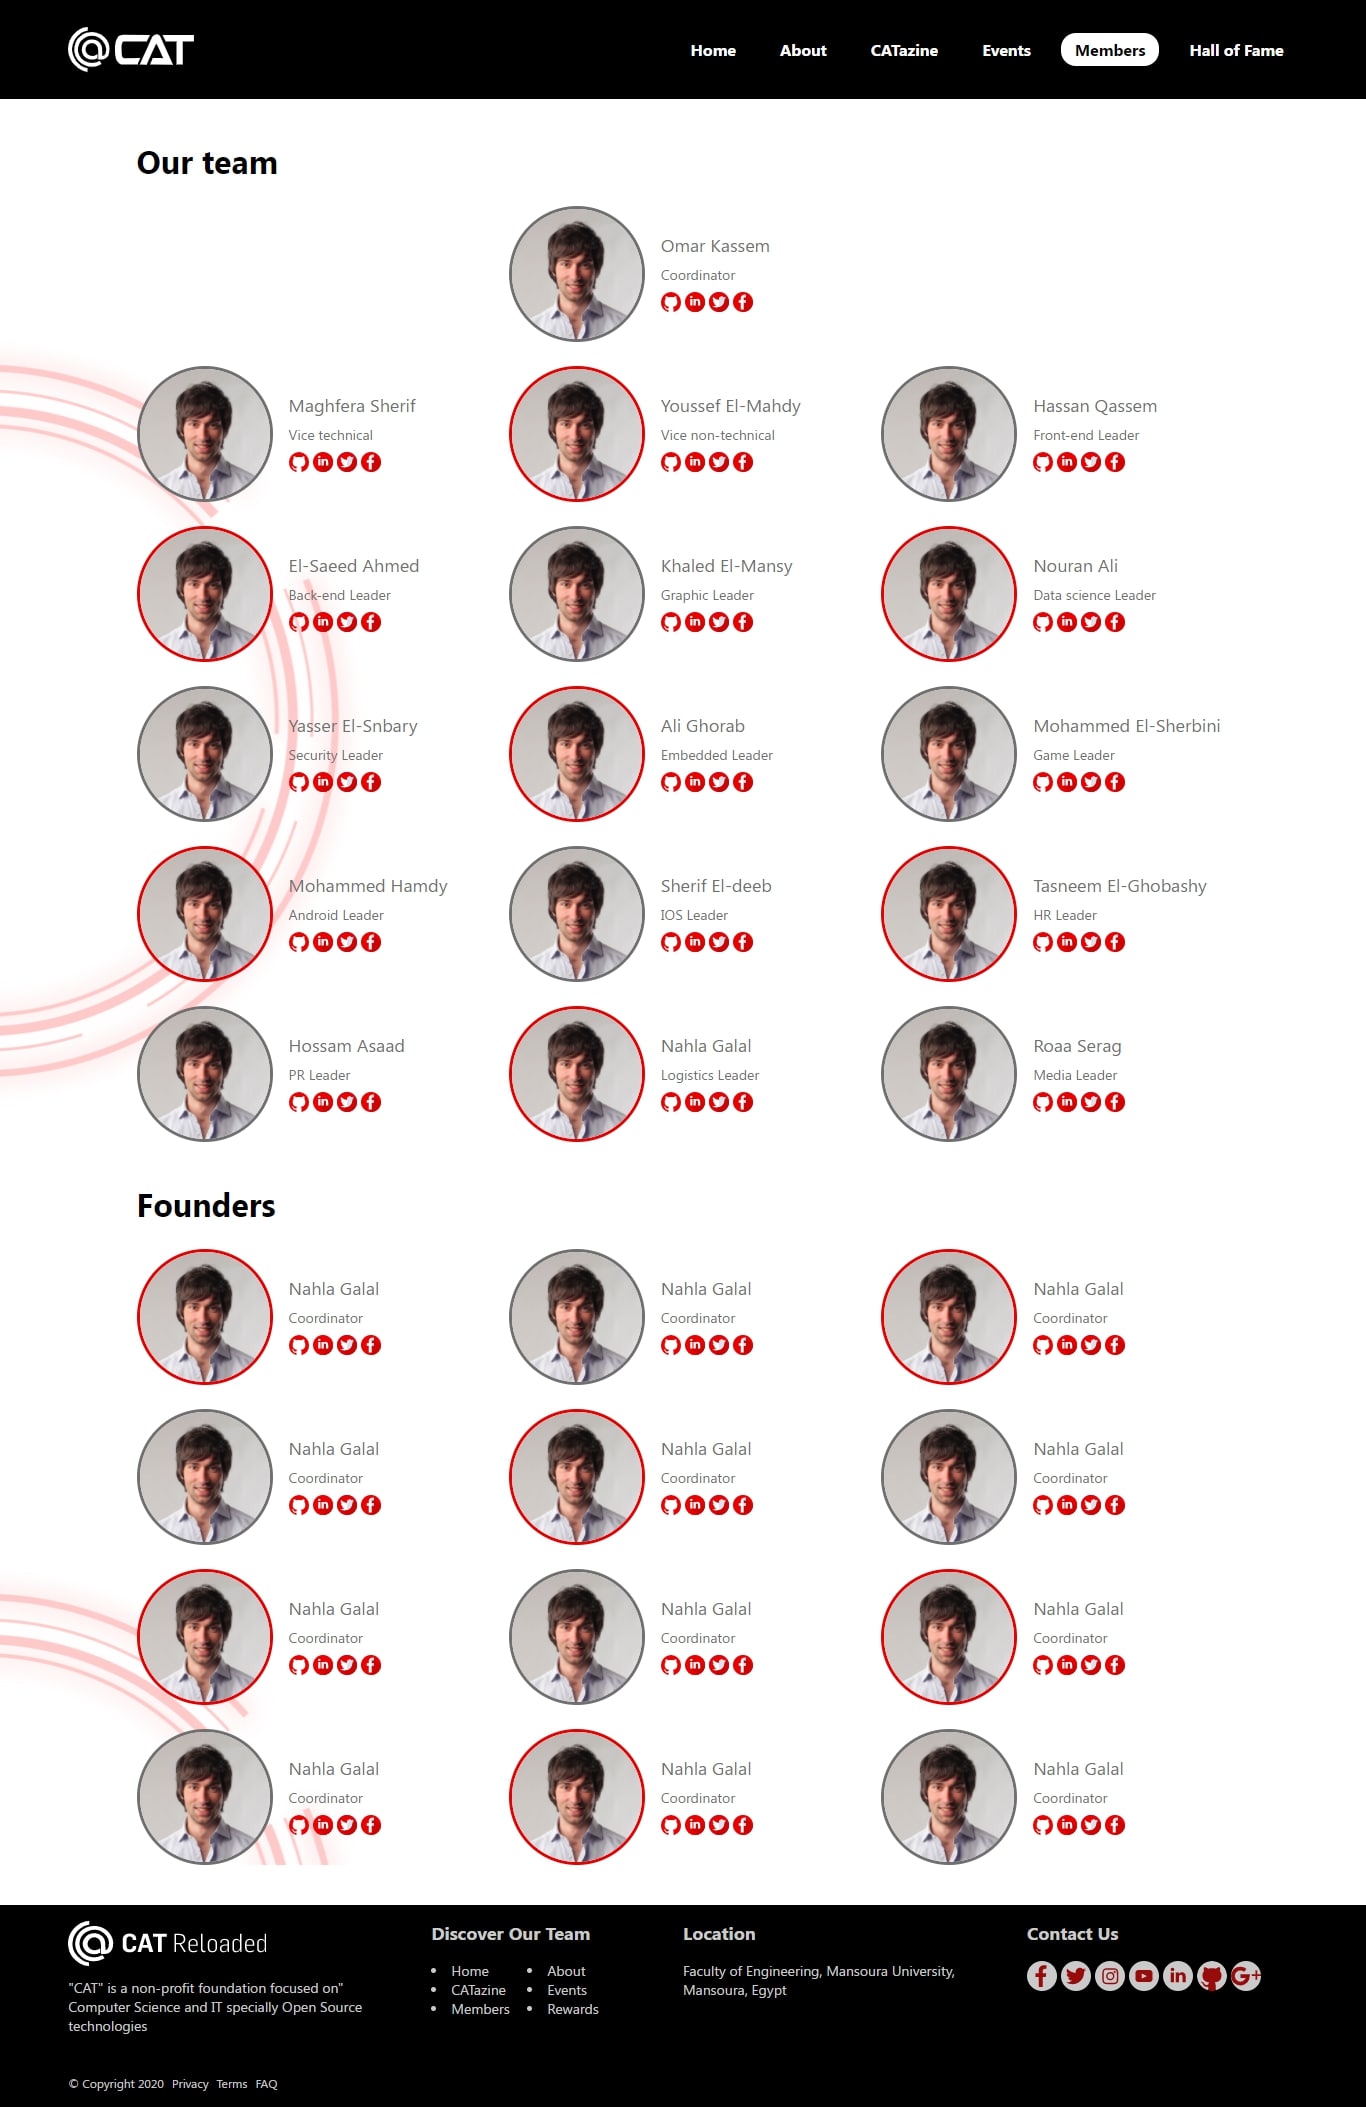 @CAT
Home About CATazine Events Members Hall of Fame
Our team
Omar Kassem
Coordinator
Maghfera Sherif
Vice technical
Youssef El-Mahdy
Vice non-technical
Hassan Qassem
Front-end Leader
El-Saeed Ahmed
Back-end Leader
Khaled El-Mansy
Graphic Leader
Nouran Ali
Data science Leader
Yasser El-Snbary
Security Leader
Ali Ghorab
Embedded Leader
Mohammed El-Sherbini
Game Leader
Mohammed Hamdy
Android Leader
Sherif El-deeb
IOS Leader
Tasneem El-Ghobashy
HR Leader
Hossam Asaad
PR Leader
Nahla Galal
Logistics Leader
Roaa Serag
Media Leader
Founders
Nahla Galal
Coordinator
Nahla Galal
Coordinator
Nahla Galal
Coordinator
Nahla Galal
Coordinator
Nahla Galal
Coordinator
Nahla Galal
Coordinator
Nahla Galal
Coordinator
Nahla Galal
Coordinator
Nahla Galal
Coordinator
Nahla Galal
Coordinator
Nahla Galal
Coordinator
Nahla Galal
Coordinator
@ CAT Reloaded
"CAT" is a non-profit foundation focused on"
Computer Science and IT specially Open Source
technologies
Discover Our Team
• Home • About
• CATazine • Events
• Members • Rewards
Location
Faculty of Engineering, Mansoura University,
Mansoura, Egypt
Contact Us
© Copyright 2020 Privacy Terms FAQ